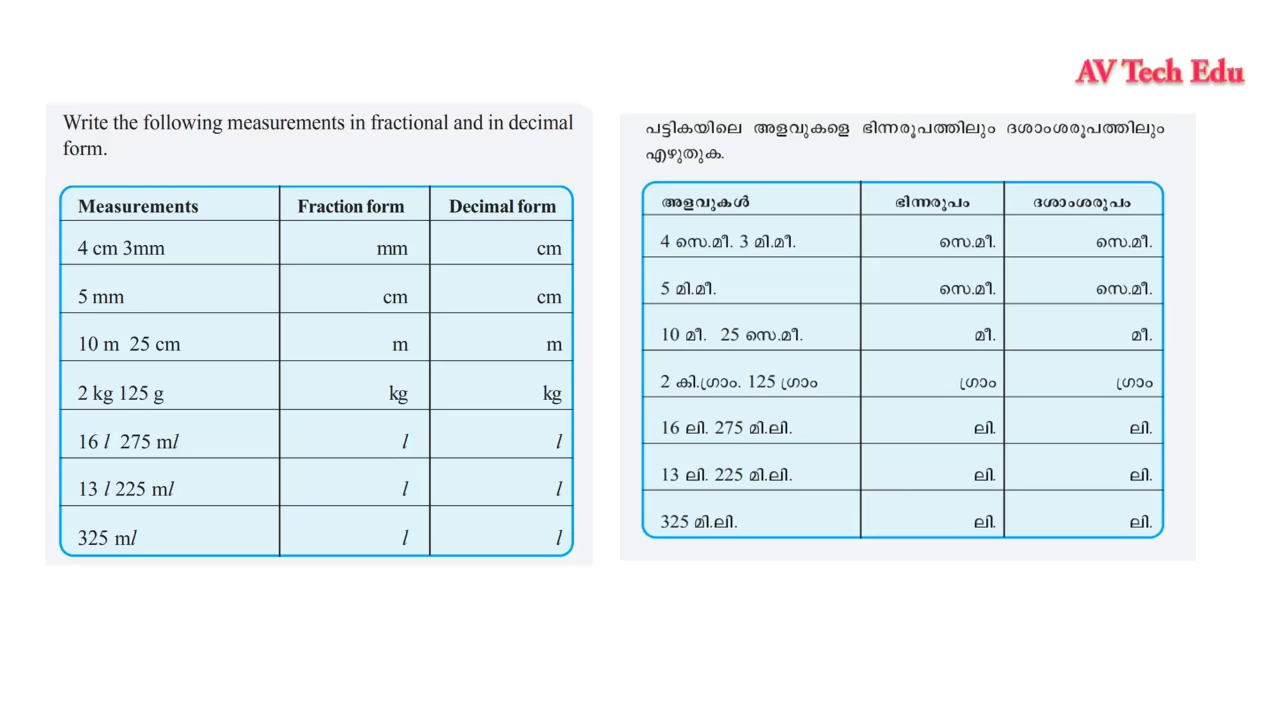 AV Tech Edu
Write the following measurements in fractional and in decimal
form.
Measurements Fraction form Decimal form
4 cm 3mm mm cm
5 mm cm cm
10 m 25 cm m m
2 kg 125 g kg kg
16 l 275 ml l l
13 l 225 ml l l
325 ml l l
പട്ടികയിലെ അളവുകളെ ഭിന്നരൂപത്തിലും ദശാംശരൂപത്തിലും
എഴുതുക.
അളവുകൾ ഭിന്നരൂപം ദശാംശരൂപം
4 സെ.മീ. 3 മി.മീ. സെ.മീ. സെ.മീ.
5 മി.മീ. സെ.മീ. സെ.മീ.
10 മീ. 25 സെ.മീ. മീ. മീ.
2 കി.ഗ്രാം. 125 ഗ്രാം ഗ്രാം ഗ്രാം
16 ലി. 275 മി.ലി. ലി. ലി.
13 ലി. 225 മി.ലി. ലി. ലി.
325 മി.ലി. ലി. ലി.